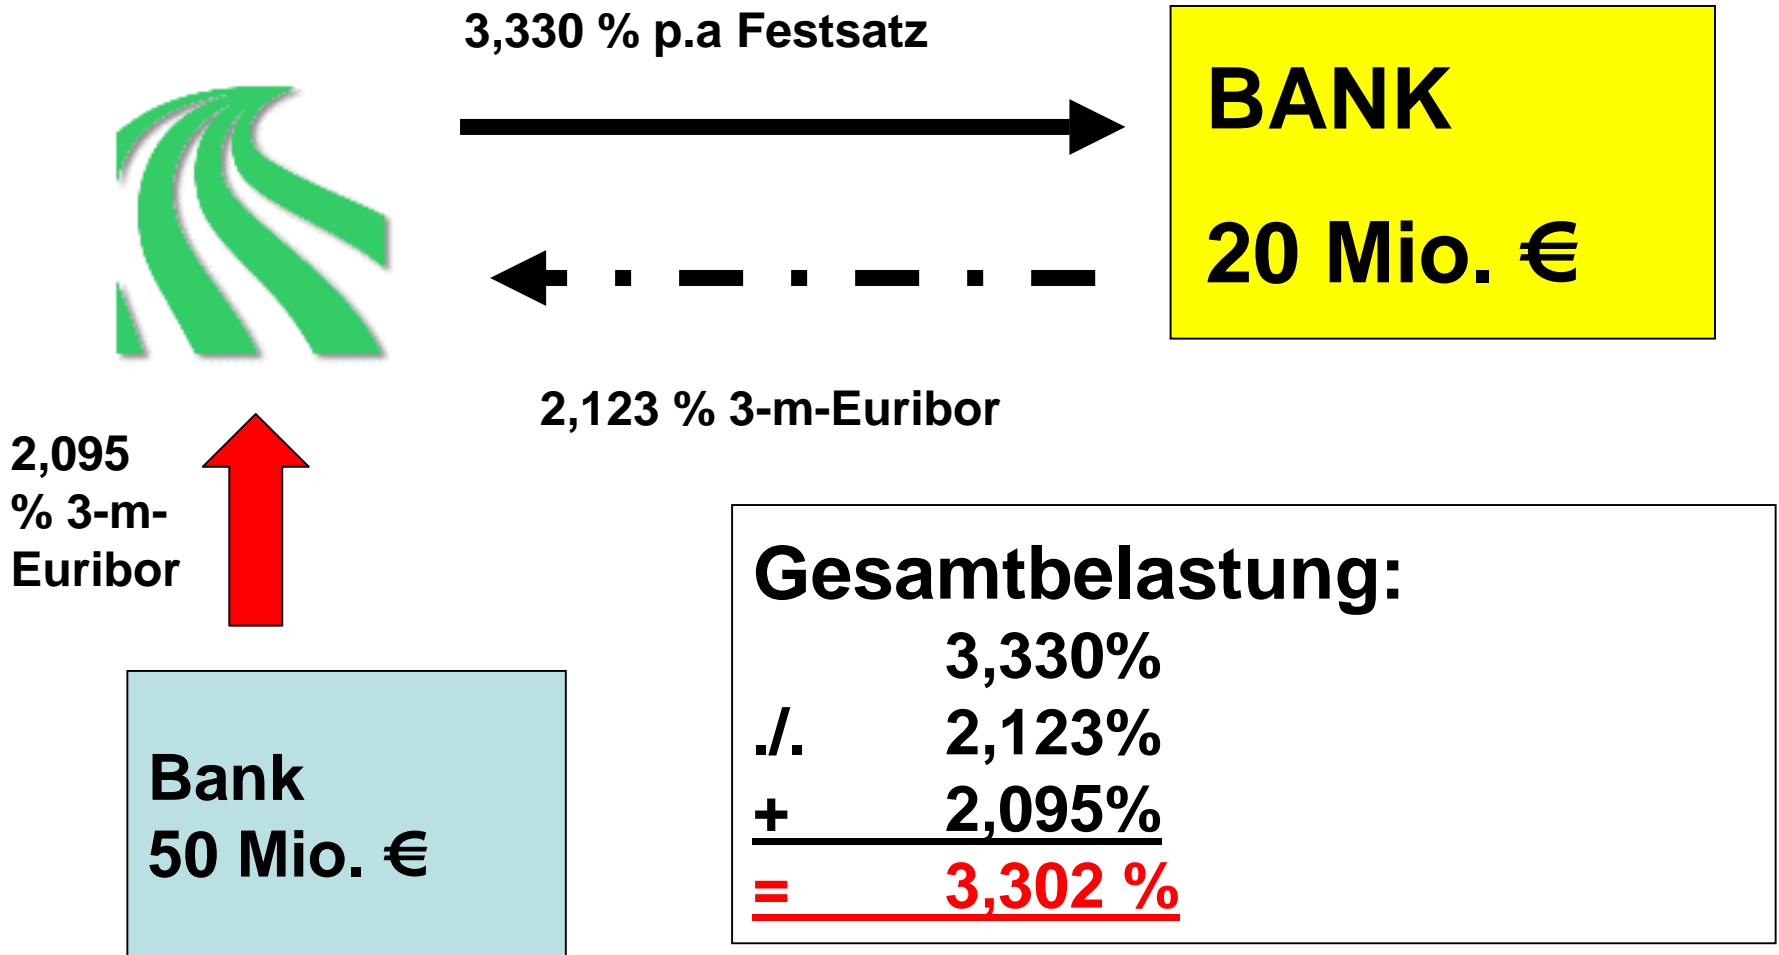 3,330 % p.a Festsatz
BANK
20 Mio. €
2,123 % 3-m-Euribor
2,095
% 3-m-
Euribor
Bank
50 Mio. €
Gesamtbelastung:
3,330%
./. 2,123%
+ 2,095%
= 3,302 %